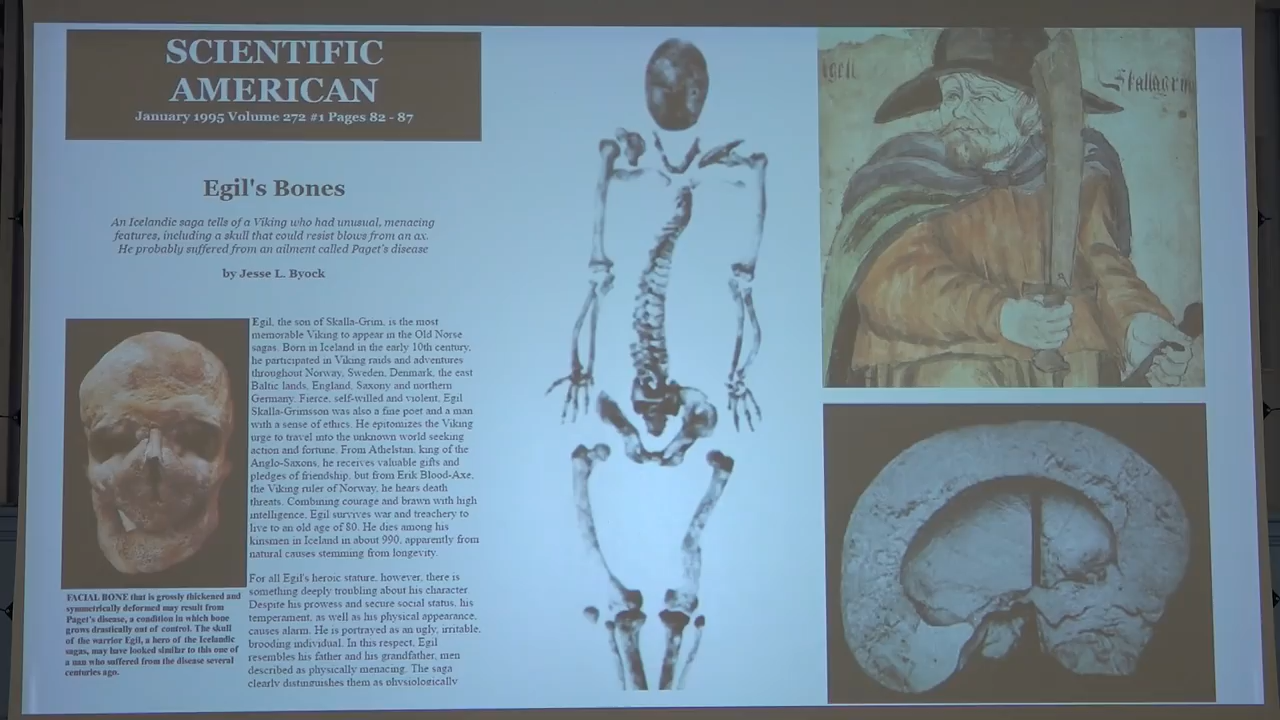 SCIENTIFIC
AMERICAN
January 1995 Volume 272 #1 Pages 82 - 87
Egil's Bones
An Icelandic saga tells of a Viking who had unusual, menacing
features, including a skull that could resist blows from an ax.
He probably suffered from an ailment called Paget's disease
by Jesse L. Byock
Egil, the son of Skalla-Grim, is the most
memorable Viking to appear in the Old Norse
sagas. Born in Iceland in the early 10th century,
he participated in Viking raids and adventures
throughout Norway, Sweden, Denmark, the east
Baltic lands, England, Saxony and northern
Germany. Fierce, self-willed and violent, Egil
Skalla-Grimsson was also a fine poet and a man
with a sense of ethics. He epitomizes the Viking
urge to travel into the unknown world seeking
action and fortune. From Athelstan, king of the
Anglo-Saxons, he receives valuable gifts and
pledges of friendship, but from Erik Blood-Axe,
the Viking ruler of Norway, he hears death
threats. Combining courage and brawn with high
intelligence, Egil survives war and treachery to
live to an old age of 80. He dies among his
kinsmen in Iceland in about 990, apparently from
natural causes stemming from longevity.
For all Egil's heroic stature, however, there is
something deeply troubling about his character.
Despite his prowess and secure social status, his
temperament, as well as his physical appearance,
causes alarm. He is portrayed as an ugly, irritable,
brooding individual. In this respect, Egil
resembles his father and his grandfather, men
described as physically menacing. The saga
clearly distinguishes them as physiologically
FACIAL BONE that is grossly thickened and
symmetrically deformed may result from
Paget's disease, a condition in which bone
grows drastically out of control. The skull
of the warrior Egil, a hero of the Icelandic
sagas, may have looked similar to this one of
a man who suffered from the disease several
centuries ago.